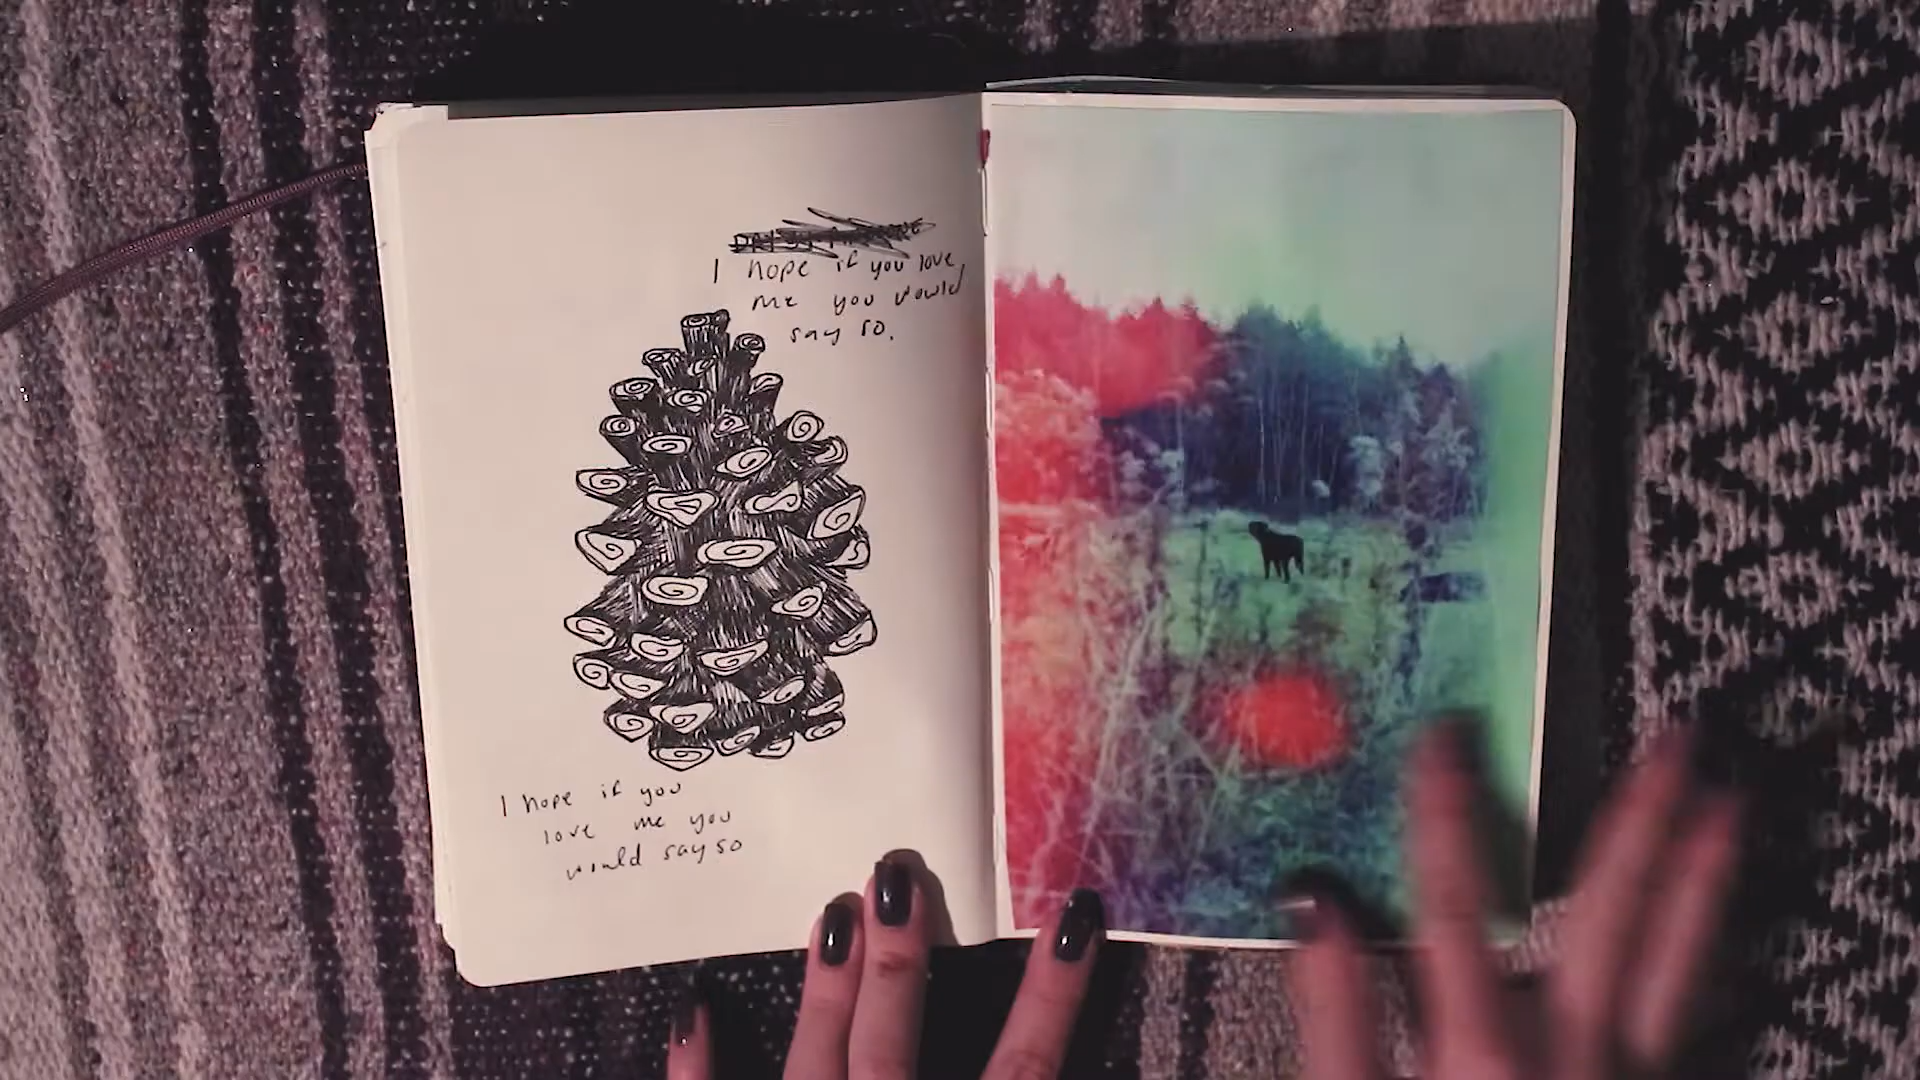 I hope if you love
me you would
say so.
I hope if you
love me you
would say so